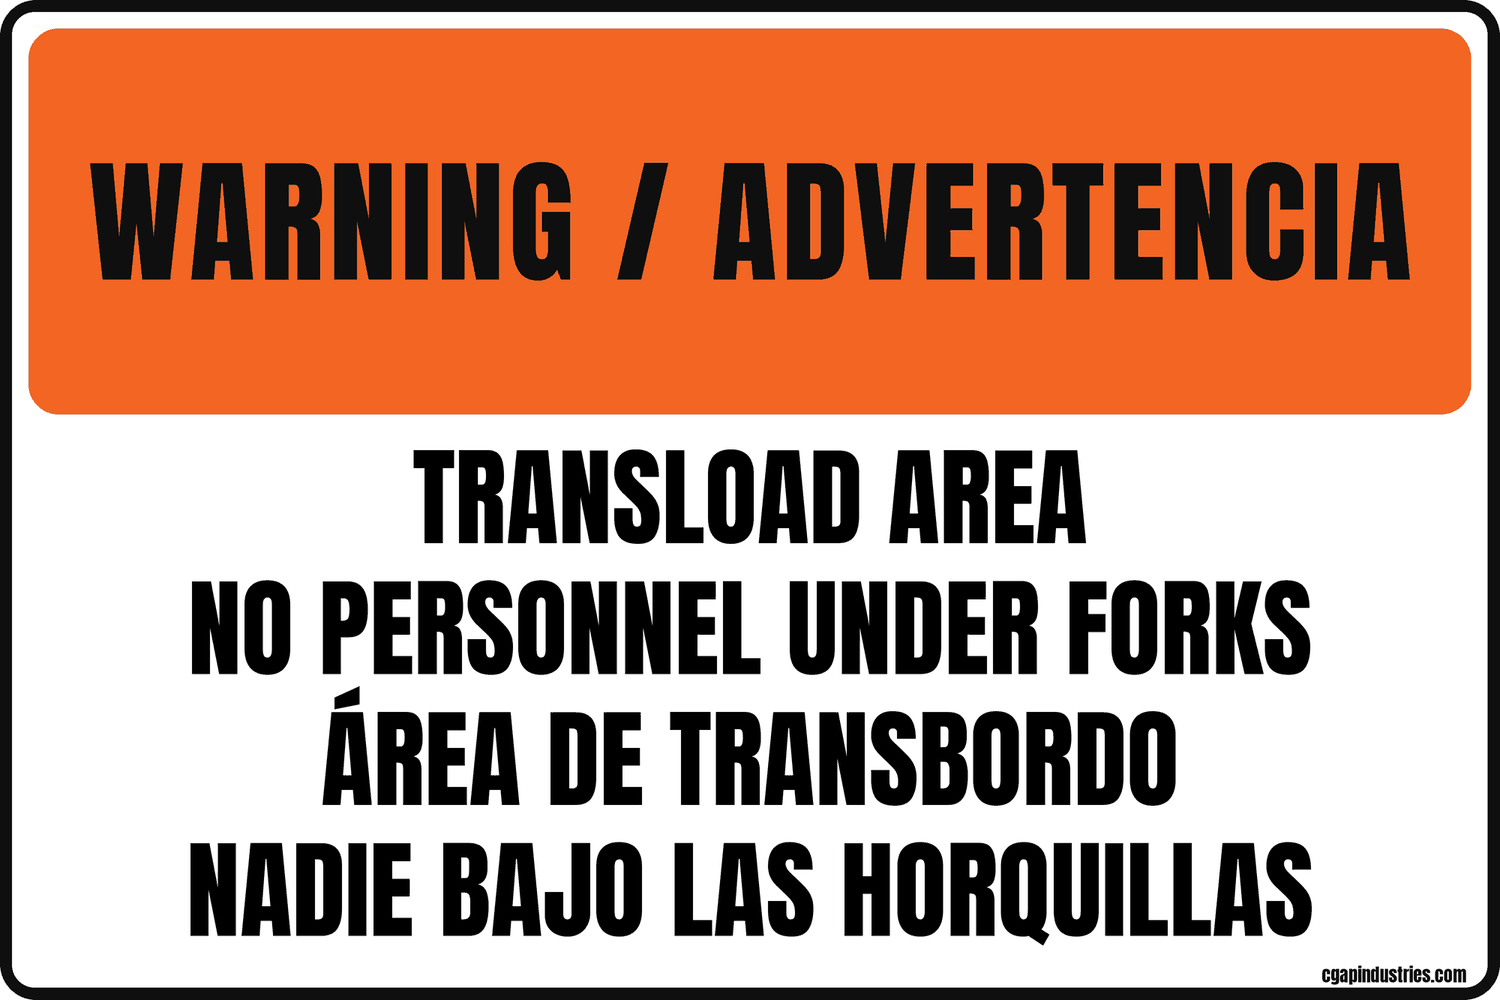 WARNING / ADVERTENCIA
TRANSLOAD AREA
NO PERSONNEL UNDER FORKS
ÁREA DE TRANSBORDO
NADIE BAJO LAS HORQUILLAS
cgapindustries.com